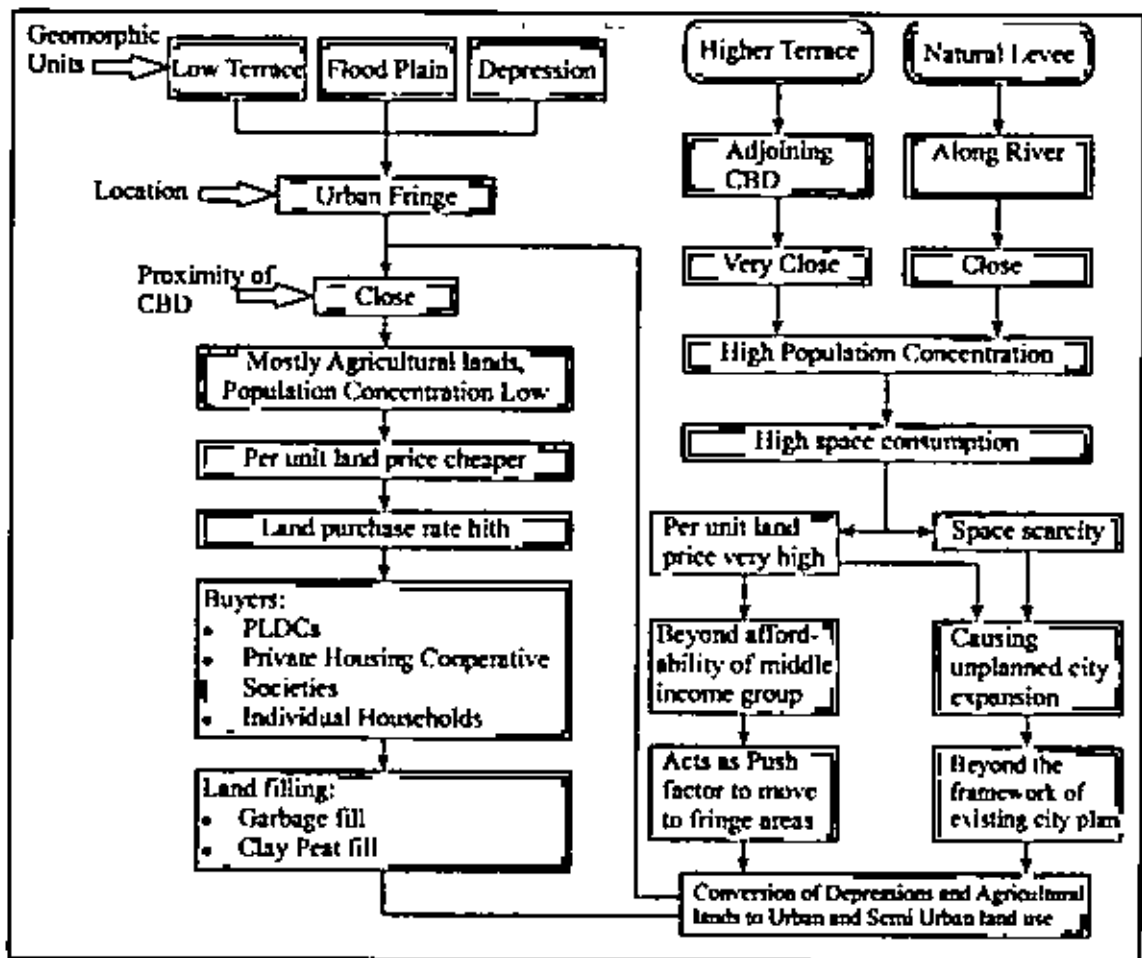 Geomorphic
Units
Low Terrace
Flood Plain
Depression
Higher Terrace
Natural Levee
Location
Urban Fringe
Adjoining
CBD
Along River
Proximity of
CBD
Close
Very Close
Close
Mostly Agricultural lands,
Population Concentration Low
High Population Concentration
Per unit land price cheaper
High space consumption
Land purchase rate hith
Per unit land
price very high
Space scarcity
Buyers:
• PLDCs
• Private Housing Cooperative
Societies
• Individual Households
Beyond afford-
ability of middle
income group
Causing
unplanned city
expansion
Land filling:
• Garbage fill
• Clay Peat fill
Acts as Push
factor to move
to fringe areas
Beyond the
framework of
existing city plan
Conversion of Depressions and Agricultural
lands to Urban and Semi Urban land use